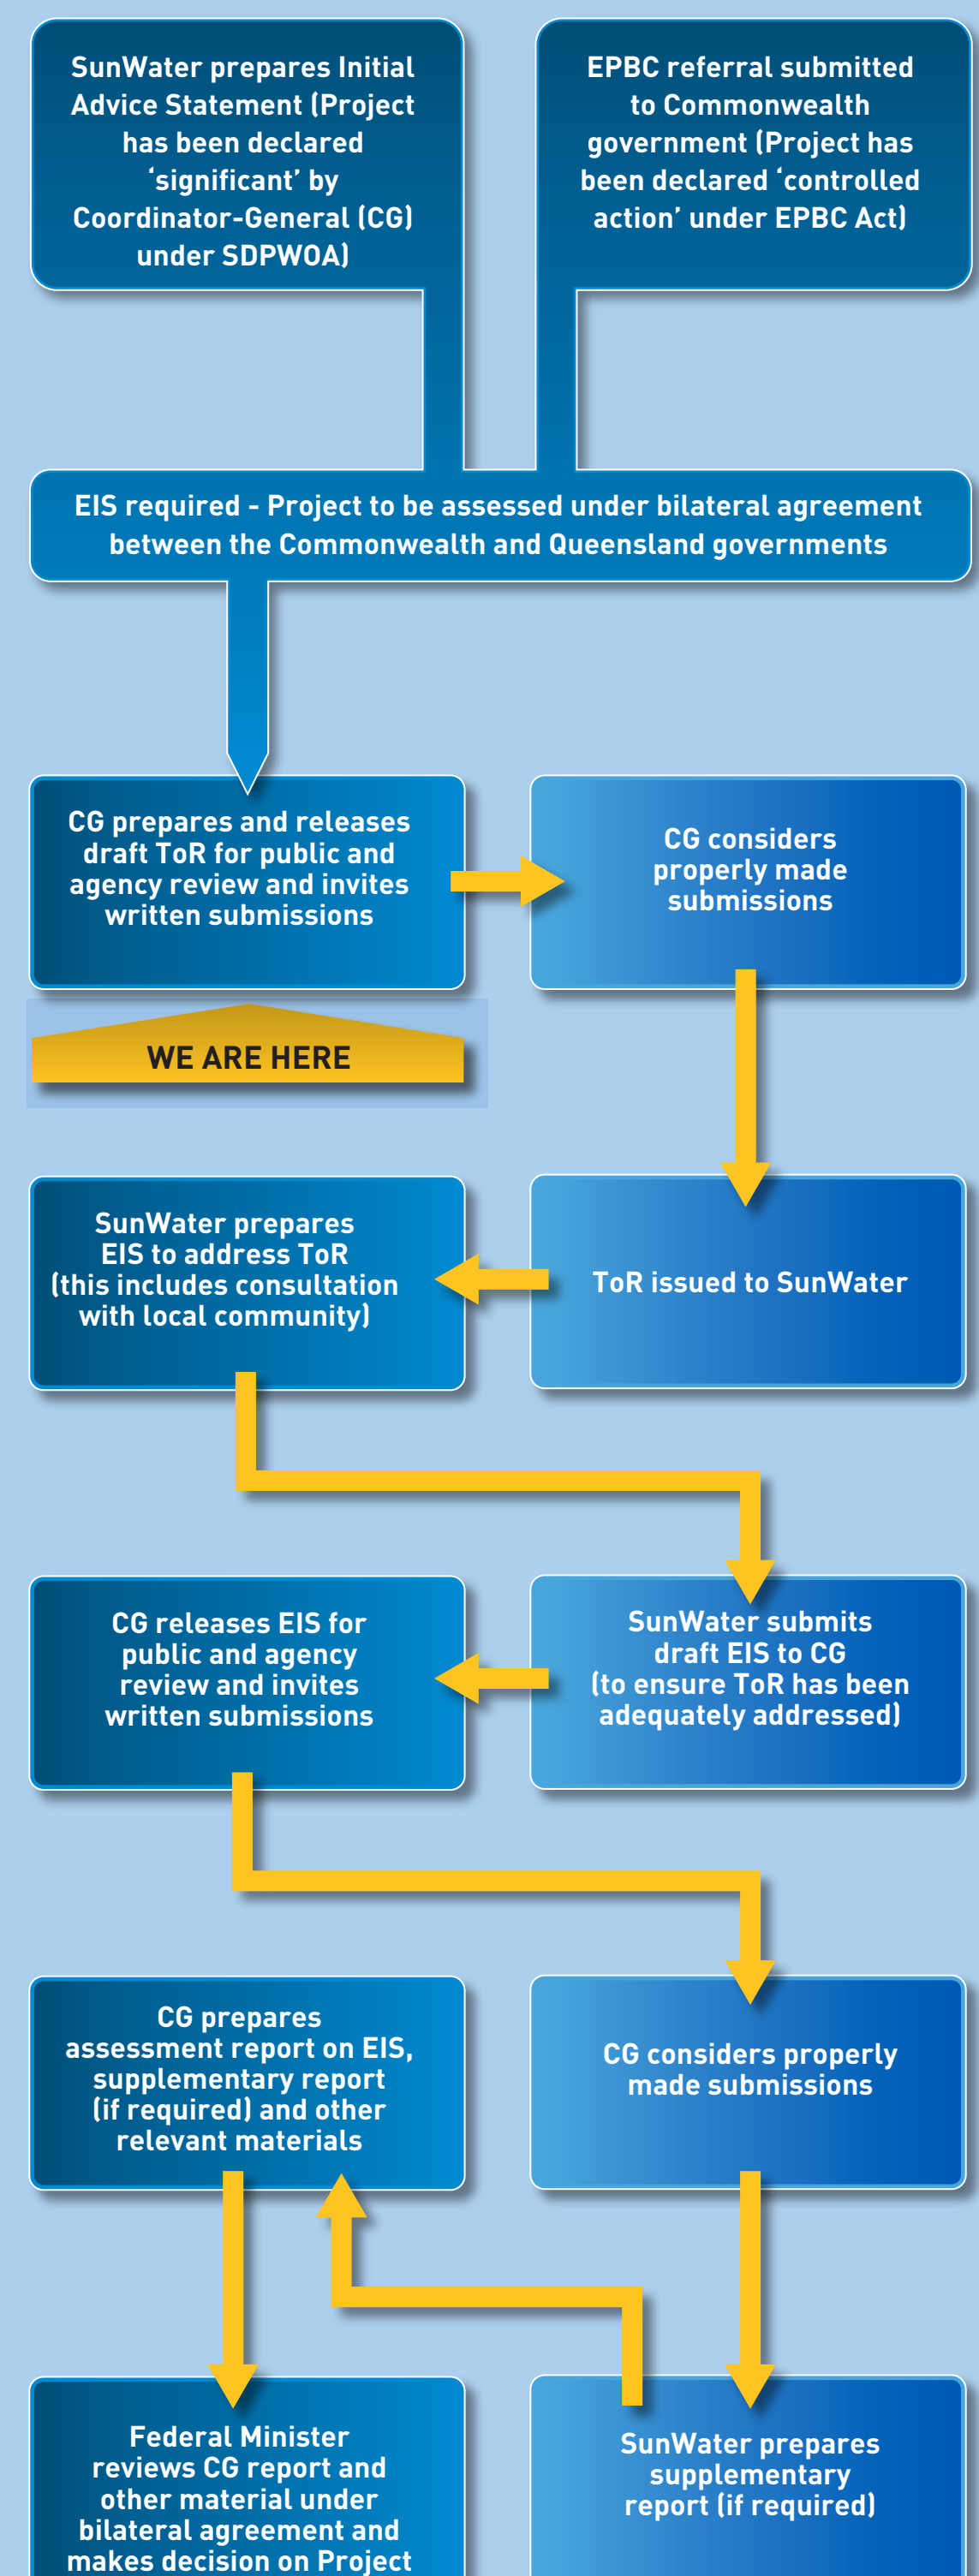 SunWater prepares Initial
Advice Statement (Project
has been declared
‘significant’ by
Coordinator-General (CG)
under SDPWOA)
EPBC referral submitted
to Commonwealth
government (Project has
been declared ‘controlled
action’ under EPBC Act)
EIS required - Project to be assessed under bilateral agreement
between the Commonwealth and Queensland governments
CG prepares and releases
draft ToR for public and
agency review and invites
written submissions
CG considers
properly made
submissions
WE ARE HERE
ToR issued to SunWater
SunWater prepares
EIS to address ToR
(this includes consultation
with local community)
SunWater submits
draft EIS to CG
(to ensure ToR has been
adequately addressed)
CG releases EIS for
public and agency
review and invites
written submissions
CG considers properly
made submissions
SunWater prepares
supplementary
report (if required)
CG prepares
assessment report on EIS,
supplementary report
(if required) and other
relevant materials
Federal Minister
reviews CG report and
other material under
bilateral agreement and
makes decision on Project